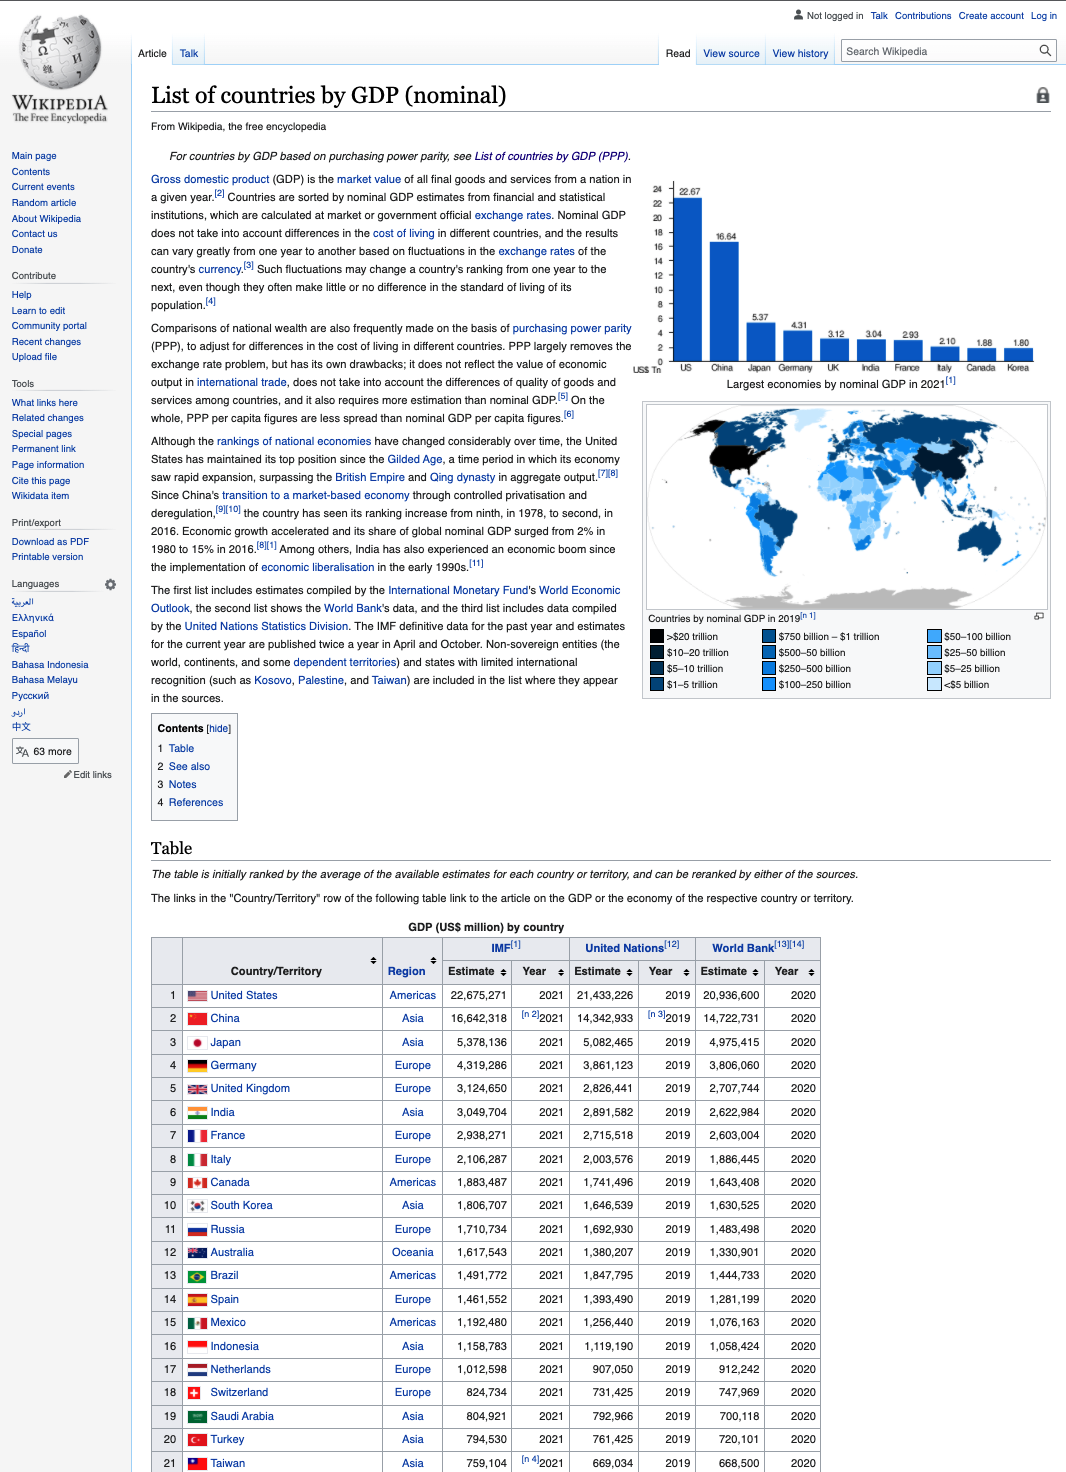 Not logged in Talk Contributions Create account Log in
Article Talk Read View source View history Search Wikipedia
WIKIPEDIA
The Free Encyclopedia
Main page
Contents
Current events
Random article
About Wikipedia
Contact us
Donate
Contribute
Help
Learn to edit
Community portal
Recent changes
Upload file
Tools
What links here
Related changes
Special pages
Permanent link
Page information
Cite this page
Wikidata item
Print/export
Download as PDF
Printable version
Languages
العربية
Ελληνικά
Español
हिन्दी
Bahasa Indonesia
Bahasa Melayu
Русский
اردو
中文
63 more
Edit links
List of countries by GDP (nominal)
From Wikipedia, the free encyclopedia
For countries by GDP based on purchasing power parity, see List of countries by GDP (PPP).
Gross domestic product (GDP) is the market value of all final goods and services from a nation in
a given year.[2] Countries are sorted by nominal GDP estimates from financial and statistical
institutions, which are calculated at market or government official exchange rates. Nominal GDP
does not take into account differences in the cost of living in different countries, and the results
can vary greatly from one year to another based on fluctuations in the exchange rates of the
country's currency.[3] Such fluctuations may change a country's ranking from one year to the
next, even though they often make little or no difference in the standard of living of its
population.[4]
Comparisons of national wealth are also frequently made on the basis of purchasing power parity
(PPP), to adjust for differences in the cost of living in different countries. PPP largely removes the
exchange rate problem, but has its own drawbacks; it does not reflect the value of economic
output in international trade, does not take into account the differences of quality of goods and
services among countries, and it also requires more estimation than nominal GDP.[5] On the
whole, PPP per capita figures are less spread than nominal GDP per capita figures.[6]
Although the rankings of national economies have changed considerably over time, the United
States has maintained its top position since the Gilded Age, a time period in which its economy
saw rapid expansion, surpassing the British Empire and Qing dynasty in aggregate output.[7][8]
Since China's transition to a market-based economy through controlled privatisation and
deregulation,[9][10] the country has seen its ranking increase from ninth, in 1978, to second, in
2016. Economic growth accelerated and its share of global nominal GDP surged from 2% in
1980 to 15% in 2016.[8][1] Among others, India has also experienced an economic boom since
the implementation of economic liberalisation in the early 1990s.[11]
The first list includes estimates compiled by the International Monetary Fund's World Economic
Outlook, the second list shows the World Bank's data, and the third list includes data compiled
by the United Nations Statistics Division. The IMF definitive data for the past year and estimates
for the current year are published twice a year in April and October. Non-sovereign entities (the
world, continents, and some dependent territories) and states with limited international
recognition (such as Kosovo, Palestine, and Taiwan) are included in the list where they appear
in the sources.
24
22
20
18
16
14
12
10
8
6
4
2
0
US$ Tn
22.67 16.64 5.37 4.31 3.12 3.04 2.93 2.10 1.88 1.80
US China Japan Germany UK India France Italy Canada Korea
Largest economies by nominal GDP in 2021[1]
Countries by nominal GDP in 2019[n 1]
>$20 trillion $750 billion – $1 trillion $50–100 billion
$10–20 trillion $500–50 billion $25–50 billion
$5–10 trillion $250–500 billion $5–25 billion
$1–5 trillion $100–250 billion <$5 billion
Contents [hide]
1 Table
2 See also
3 Notes
4 References
Table
The table is initially ranked by the average of the available estimates for each country or territory, and can be reranked by either of the sources.
The links in the "Country/Territory" row of the following table link to the article on the GDP or the economy of the respective country or territory.
GDP (US$ million) by country
IMF[1] United Nations[12] World Bank[13][14]
Country/Territory Region Estimate Year Estimate Year Estimate Year
1 United States Americas 22,675,271 2021 21,433,226 2019 20,936,600 2020
2 China Asia 16,642,318 [n 2]2021 14,342,933 [n 3]2019 14,722,731 2020
3 Japan Asia 5,378,136 2021 5,082,465 2019 4,975,415 2020
4 Germany Europe 4,319,286 2021 3,861,123 2019 3,806,060 2020
5 United Kingdom Europe 3,124,650 2021 2,826,441 2019 2,707,744 2020
6 India Asia 3,049,704 2021 2,891,582 2019 2,622,984 2020
7 France Europe 2,938,271 2021 2,715,518 2019 2,603,004 2020
8 Italy Europe 2,106,287 2021 2,003,576 2019 1,886,445 2020
9 Canada Americas 1,883,487 2021 1,741,496 2019 1,643,408 2020
10 South Korea Asia 1,806,707 2021 1,646,539 2019 1,630,525 2020
11 Russia Europe 1,710,734 2021 1,692,930 2019 1,483,498 2020
12 Australia Oceania 1,617,543 2021 1,380,207 2019 1,330,901 2020
13 Brazil Americas 1,491,772 2021 1,847,795 2019 1,444,733 2020
14 Spain Europe 1,461,552 2021 1,393,490 2019 1,281,199 2020
15 Mexico Americas 1,192,480 2021 1,256,440 2019 1,076,163 2020
16 Indonesia Asia 1,158,783 2021 1,119,190 2019 1,058,424 2020
17 Netherlands Europe 1,012,598 2021 907,050 2019 912,242 2020
18 Switzerland Europe 824,734 2021 731,425 2019 747,969 2020
19 Saudi Arabia Asia 804,921 2021 792,966 2019 700,118 2020
20 Turkey Asia 794,530 2021 761,425 2019 720,101 2020
21 Taiwan Asia 759,104 [n 4]2021 669,034 2019 668,500 2020